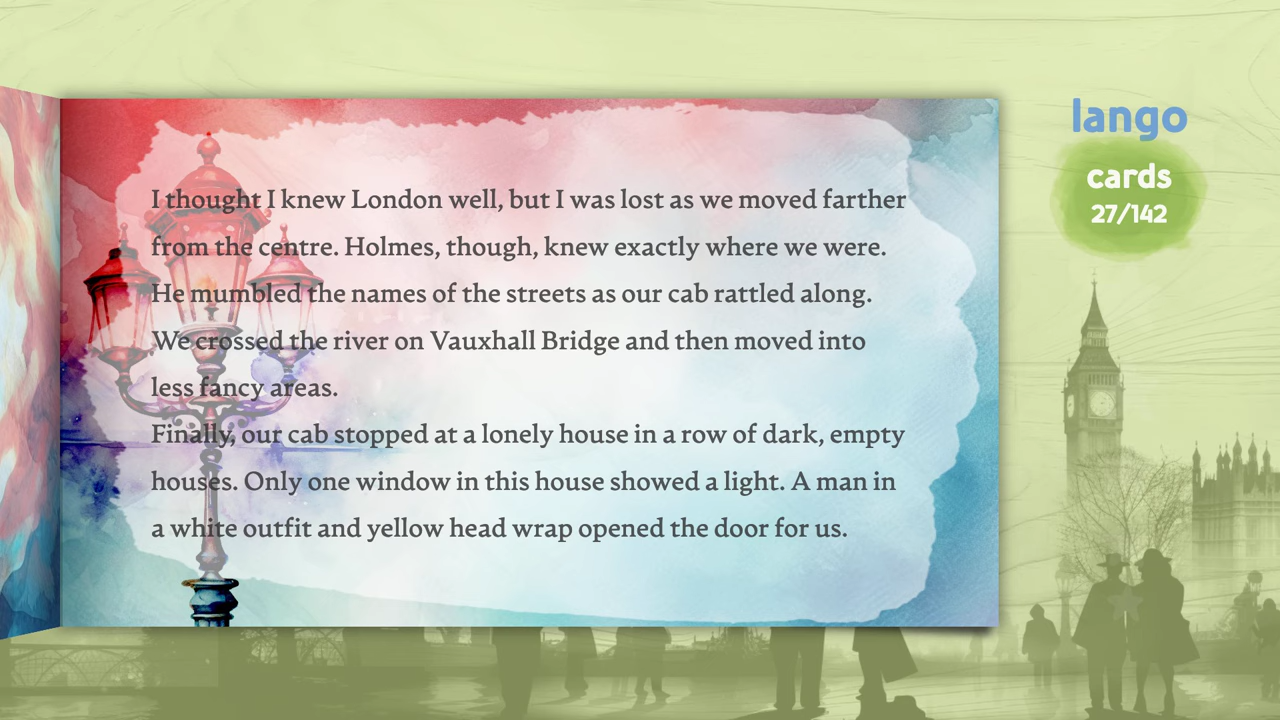 I thought I knew London well, but I was lost as we moved farther
from the centre. Holmes, though, knew exactly where we were.
He mumbled the names of the streets as our cab rattled along.
We crossed the river on Vauxhall Bridge and then moved into
less fancy areas.
Finally, our cab stopped at a lonely house in a row of dark, empty
houses. Only one window in this house showed a light. A man in
a white outfit and yellow head wrap opened the door for us.
lango
cards
27/142